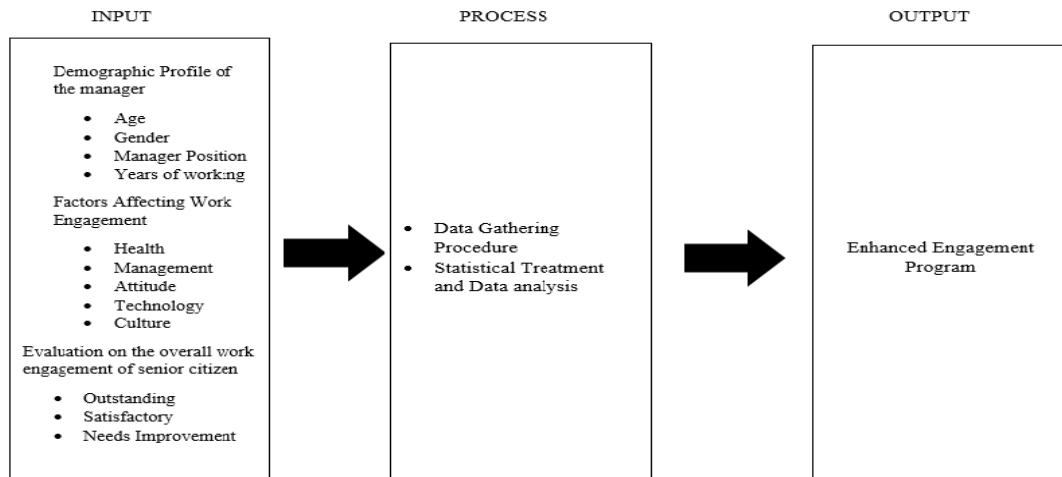 INPUT
Demographic Profile of
the manager
• Age
• Gender
• Manager Position
• Years of working
Factors Affecting Work
Engagement
• Health
• Management
• Attitude
• Technology
• Culture
Evaluation on the overall work
engagement of senior citizen
• Outstanding
• Satisfactory
• Needs Improvement
PROCESS
• Data Gathering
Procedure
• Statistical Treatment
and Data analysis
OUTPUT
Enhanced Engagement
Program